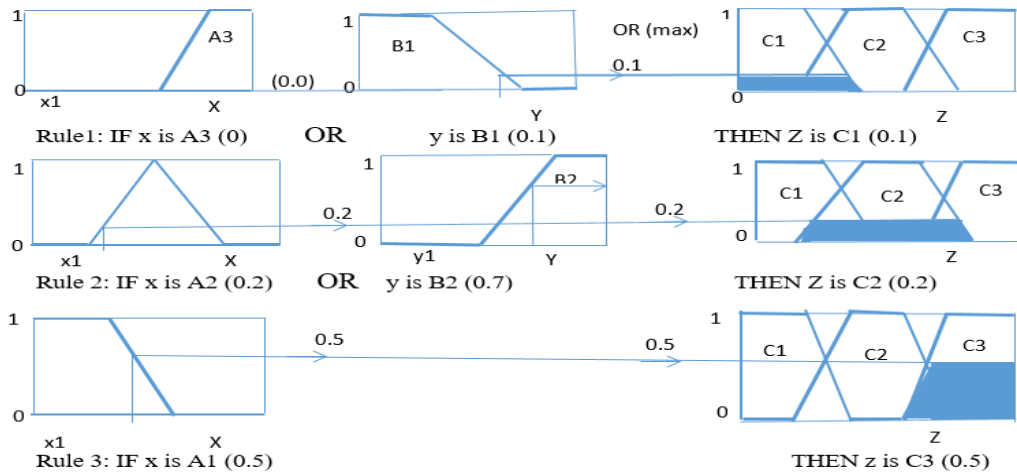 1 A3 1 B1 OR (max) 1 C1 C2 C3
0 (0.0) 0 0.1 0
x1 X Y Z
Rule1: IF x is A3 (0) OR y is B1 (0.1) THEN Z is C1 (0.1)
1 1 B2 1 C1 C2 C3
0.2 0.2
0 0 0
x1 X y1 Y Z
Rule 2: IF x is A2 (0.2) OR y is B2 (0.7) THEN Z is C2 (0.2)
1 0.5 0.5 1 C1 C2 C3
0 0
x1 X Z
Rule 3: IF x is A1 (0.5) THEN z is C3 (0.5)